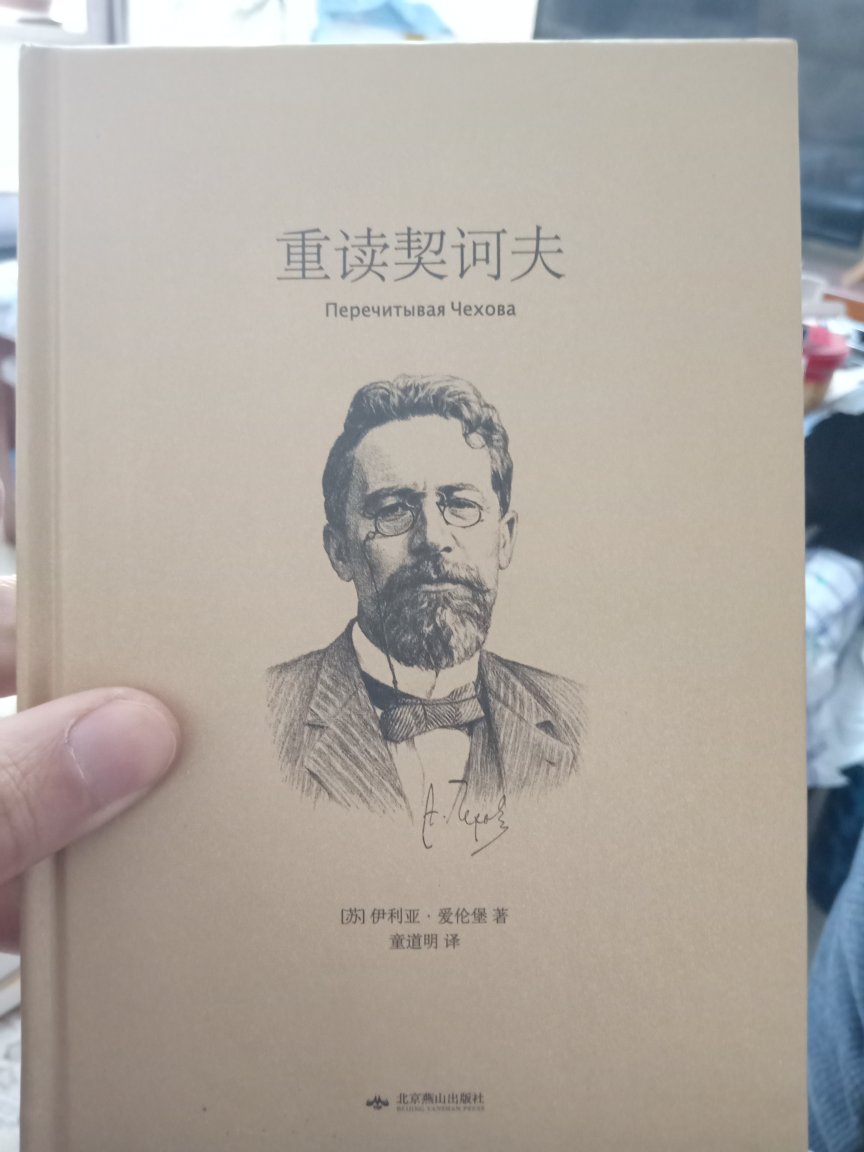 重读契诃夫
Перечитывая Чехова
А. Чехов
[苏] 伊利亚·爱伦堡 著
童道明 译
北京燕山出版社
BEIJING YANSHAN PRESS